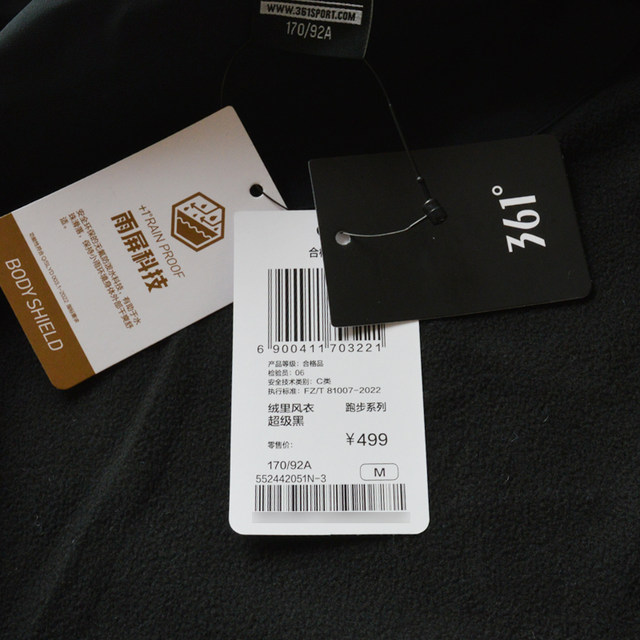 WWW.361SPORT.COM
170/92A
+1°RAIN PROOF
雨屏科技
BODY SHIELD
361°
合格
6 900411 703221
产品等级：合格品
检验员：06
安全技术类别：C类
执行标准：FZ/T 81007-2022
绒里风衣 跑步系列
超级黑
零售价：
¥499
170/92A M
552442051N-3